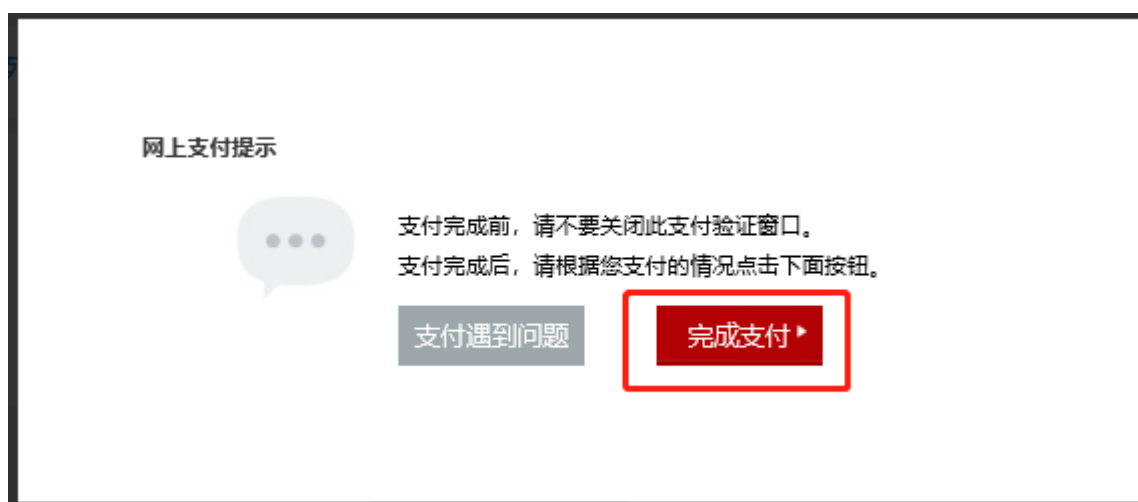 网上支付提示
支付完成前，请不要关闭此支付验证窗口。
支付完成后，请根据您支付的情况点击下面按钮。
支付遇到问题
完成支付